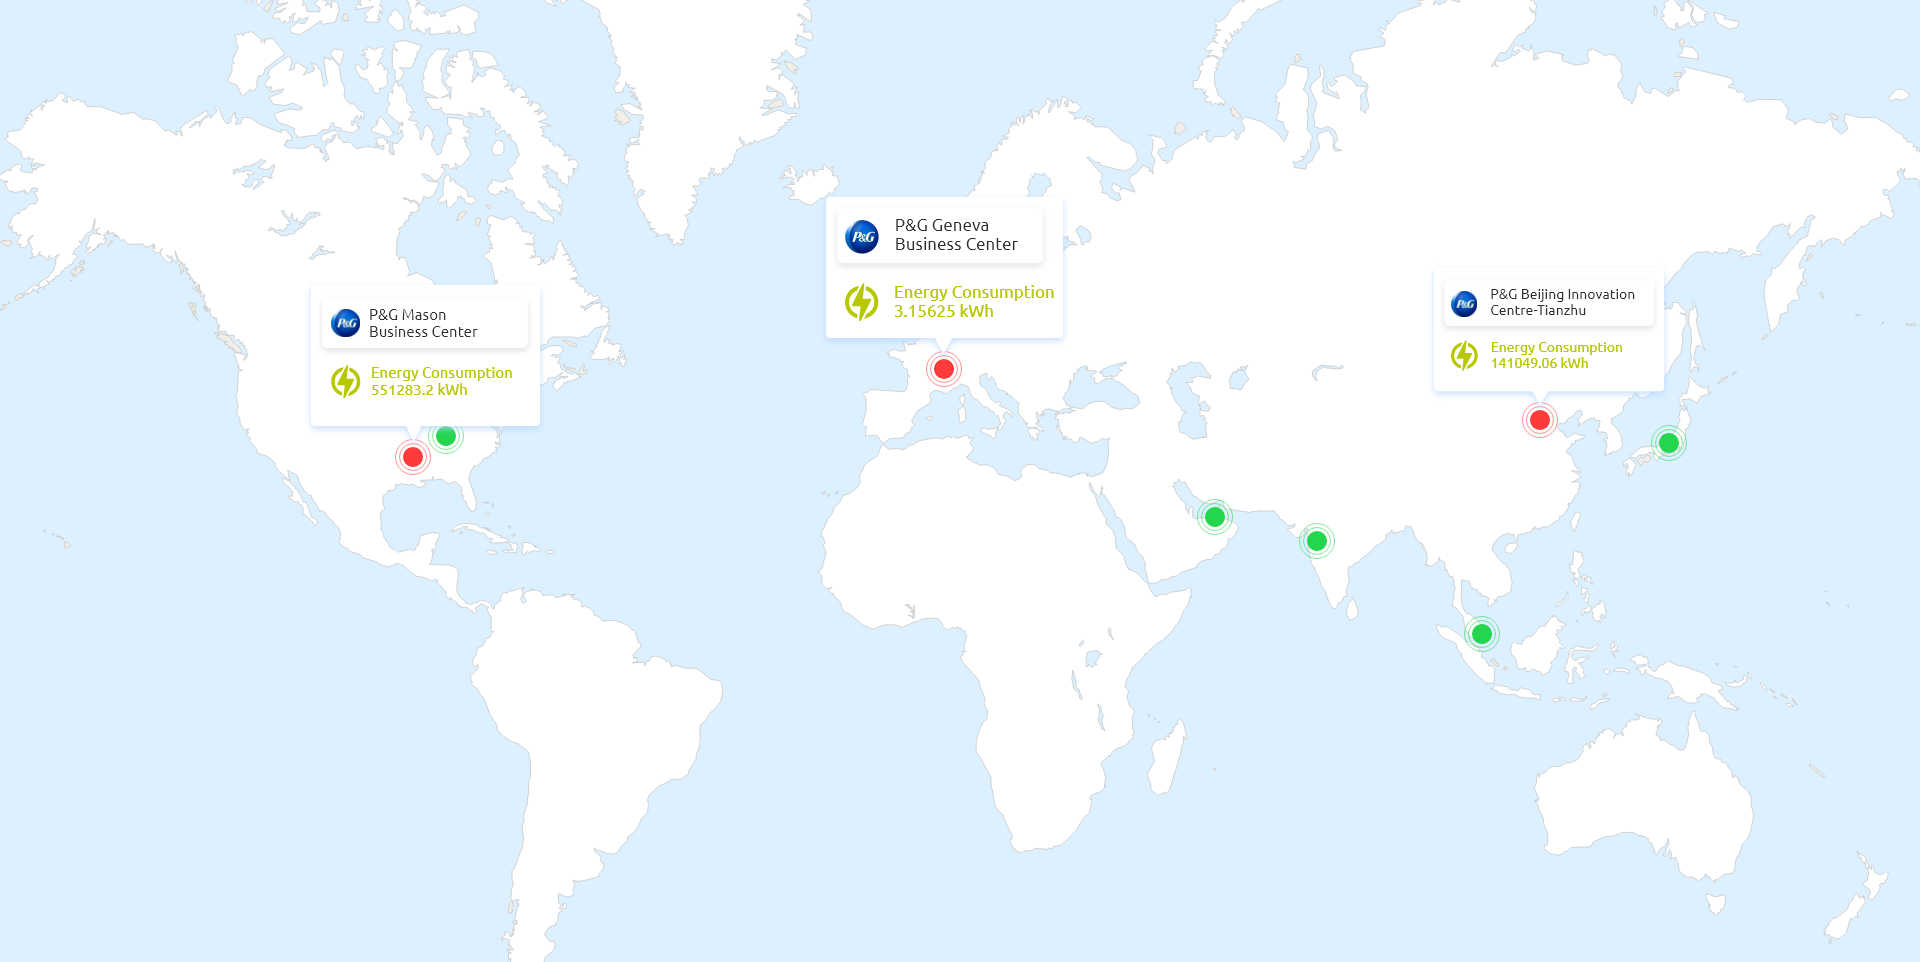 P&G Geneva
Business Center
P&G
Energy Consumption
3.15625 kWh
P&G Beijing Innovation
Centre-Tianzhu
P&G
Energy Consumption
141049.06 kWh
P&G Mason
Business Center
P&G
Energy Consumption
551283.2 kWh